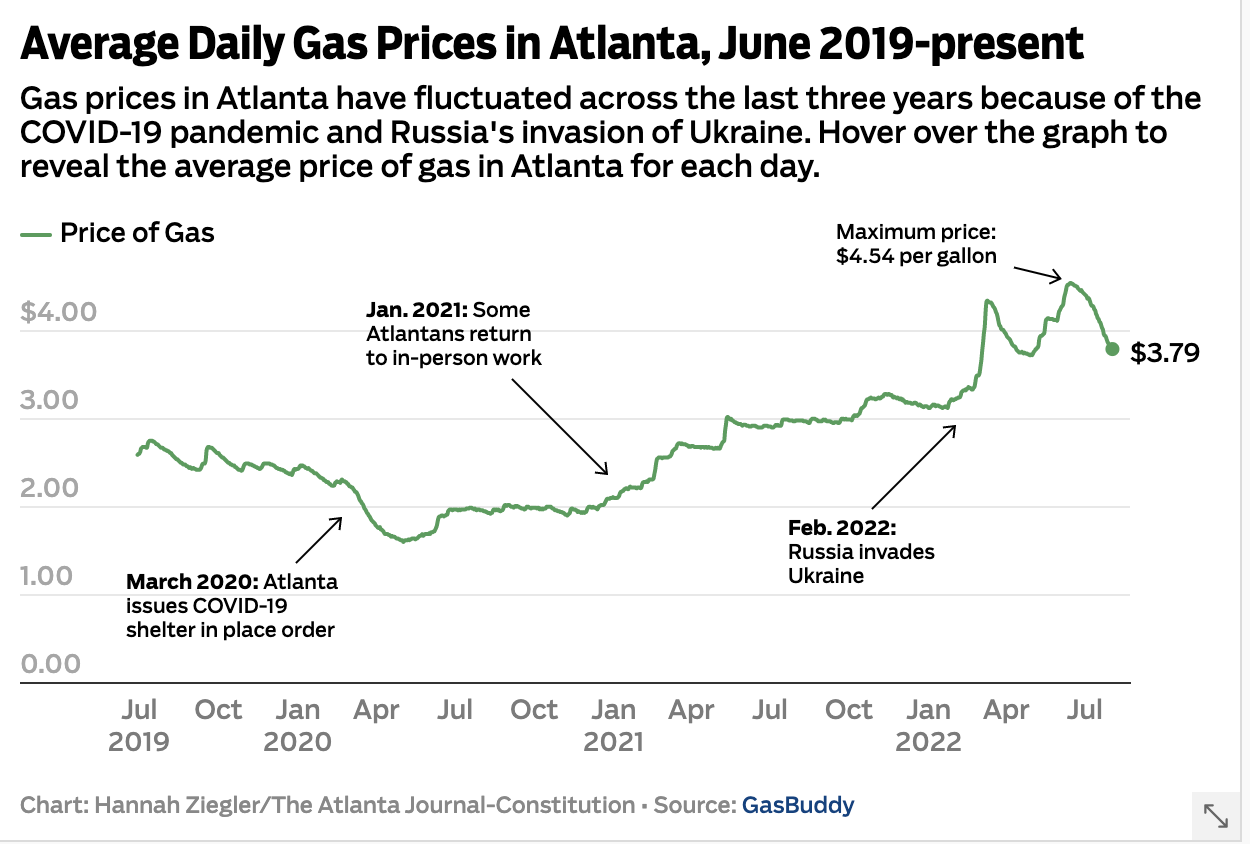 Average Daily Gas Prices in Atlanta, June 2019-present
Gas prices in Atlanta have fluctuated across the last three years because of the
COVID-19 pandemic and Russia's invasion of Ukraine. Hover over the graph to
reveal the average price of gas in Atlanta for each day.
Price of Gas
Maximum price:
$4.54 per gallon
$4.00
Jan. 2021: Some
Atlantans return
to in-person work
$3.79
3.00
2.00
Feb. 2022:
Russia invades
Ukraine
1.00
March 2020: Atlanta
issues COVID-19
shelter in place order
0.00
Jul Oct Jan Apr Jul Oct Jan Apr Jul Oct Jan Apr Jul
2019 2020 2021 2022
Chart: Hannah Ziegler/The Atlanta Journal-Constitution • Source: GasBuddy